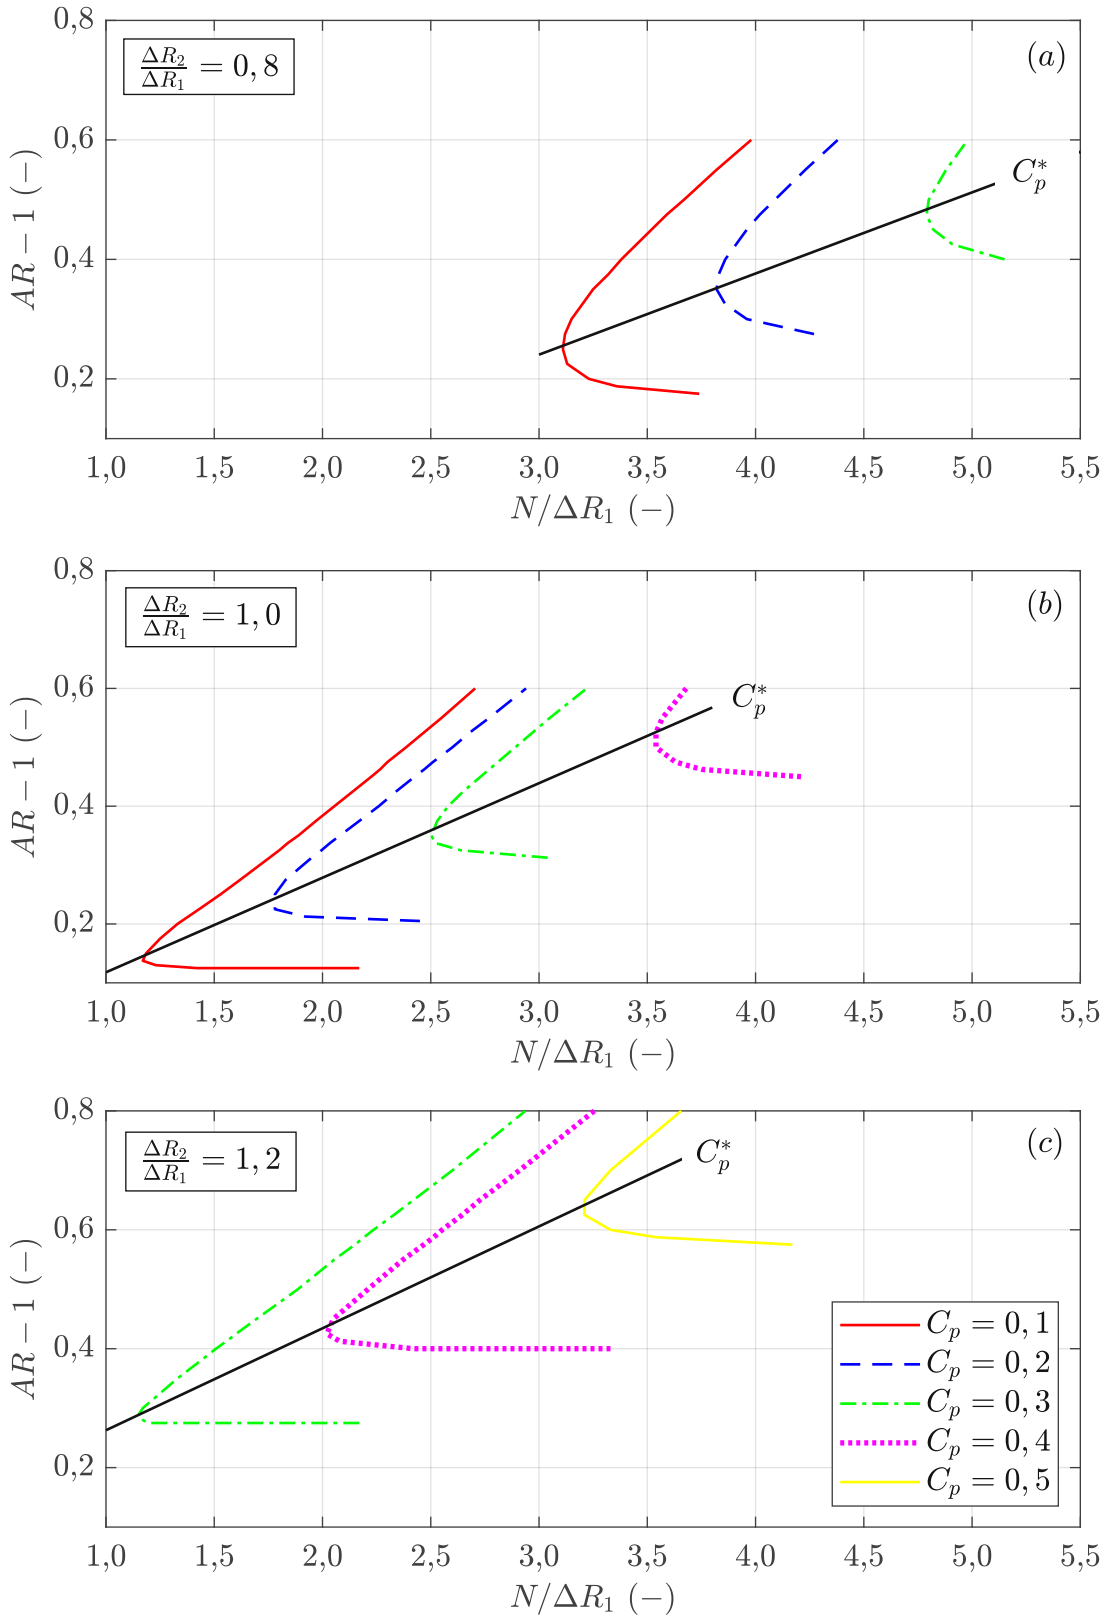 0,8
ΔR₂/ΔR₁ = 0, 8
(a)
0,6
C*ₚ
AR − 1 (−)
0,4
0,2
1,0 1,5 2,0 2,5 3,0 3,5 4,0 4,5 5,0 5,5
N/ΔR₁ (−)
0,8
ΔR₂/ΔR₁ = 1, 0
(b)
0,6
C*ₚ
AR − 1 (−)
0,4
0,2
1,0 1,5 2,0 2,5 3,0 3,5 4,0 4,5 5,0 5,5
N/ΔR₁ (−)
0,8
ΔR₂/ΔR₁ = 1, 2
(c)
C*ₚ
0,6
AR − 1 (−)
0,4
0,2
Cₚ = 0, 1
Cₚ = 0, 2
Cₚ = 0, 3
Cₚ = 0, 4
Cₚ = 0, 5
1,0 1,5 2,0 2,5 3,0 3,5 4,0 4,5 5,0 5,5
N/ΔR₁ (−)